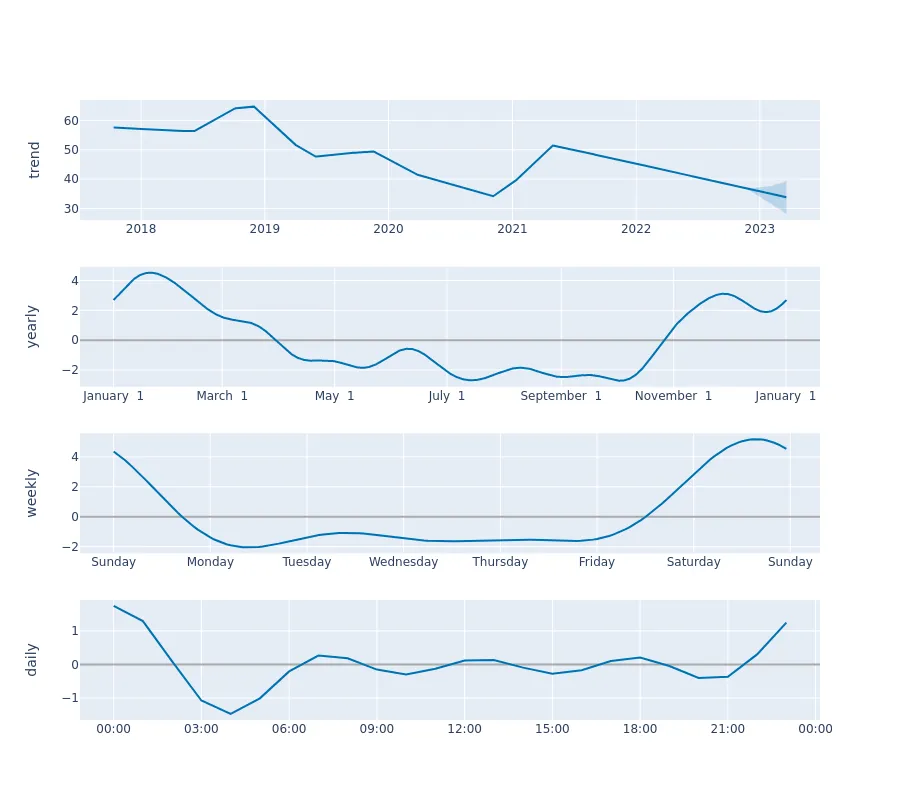 trend
60
50
40
30
2018 2019 2020 2021 2022 2023
yearly
4
2
0
−2
January 1 March 1 May 1 July 1 September 1 November 1 January 1
weekly
4
2
0
−2
Sunday Monday Tuesday Wednesday Thursday Friday Saturday Sunday
daily
1
0
−1
00:00 03:00 06:00 09:00 12:00 15:00 18:00 21:00 00:00